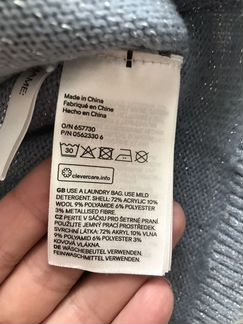 NAME:
Made in China
Fabriqué en Chine
Hecho en China
O/N 657730
P/N 0562330 6
30
clevercare.info
GB USE A LAUNDRY BAG. USE MILD
DETERGENT. SHELL: 72% ACRYLIC 10%
WOOL 9% POLYAMIDE 6% POLYESTER
3% METALLISED FIBRE.
CZ PERTE V SÁČKU PRO ŠETRNÉ PRANÍ.
POUŽIJTE JEMNÝ PRACÍ PROSTŘEDEK.
SVRCHNÍ LÁTKA, 72% AKRYL 10% VLNA
9% POLYAMID 6% POLYESTER 3%
KOVOVÁ VLÁKNA.
DE WÄSCHEBEUTEL VERWENDEN.
FEINWASCHMITTEL VERWENDEN.